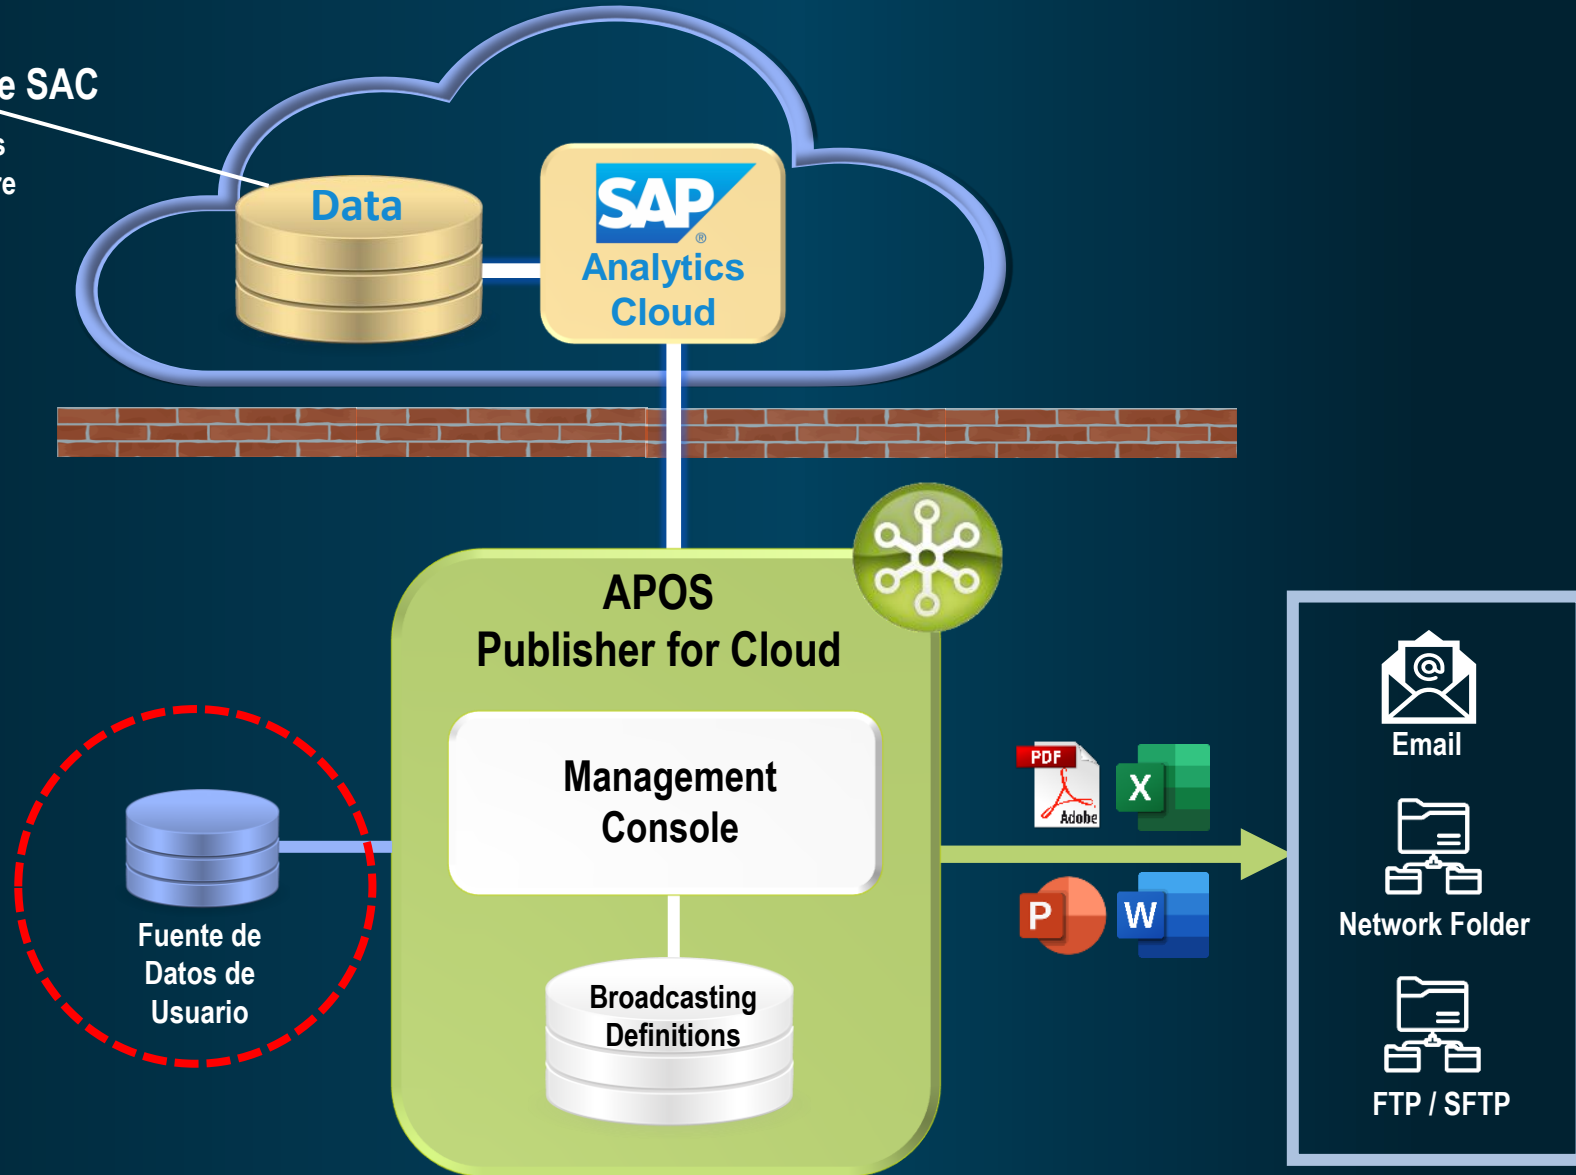 e SAC
s
re
Data
SAP
®
Analytics
Cloud
APOS
Publisher for Cloud
Management
Console
Broadcasting
Definitions
Fuente de
Datos de
Usuario
PDF
Adobe
X
P
W
@
Email
Network Folder
FTP / SFTP